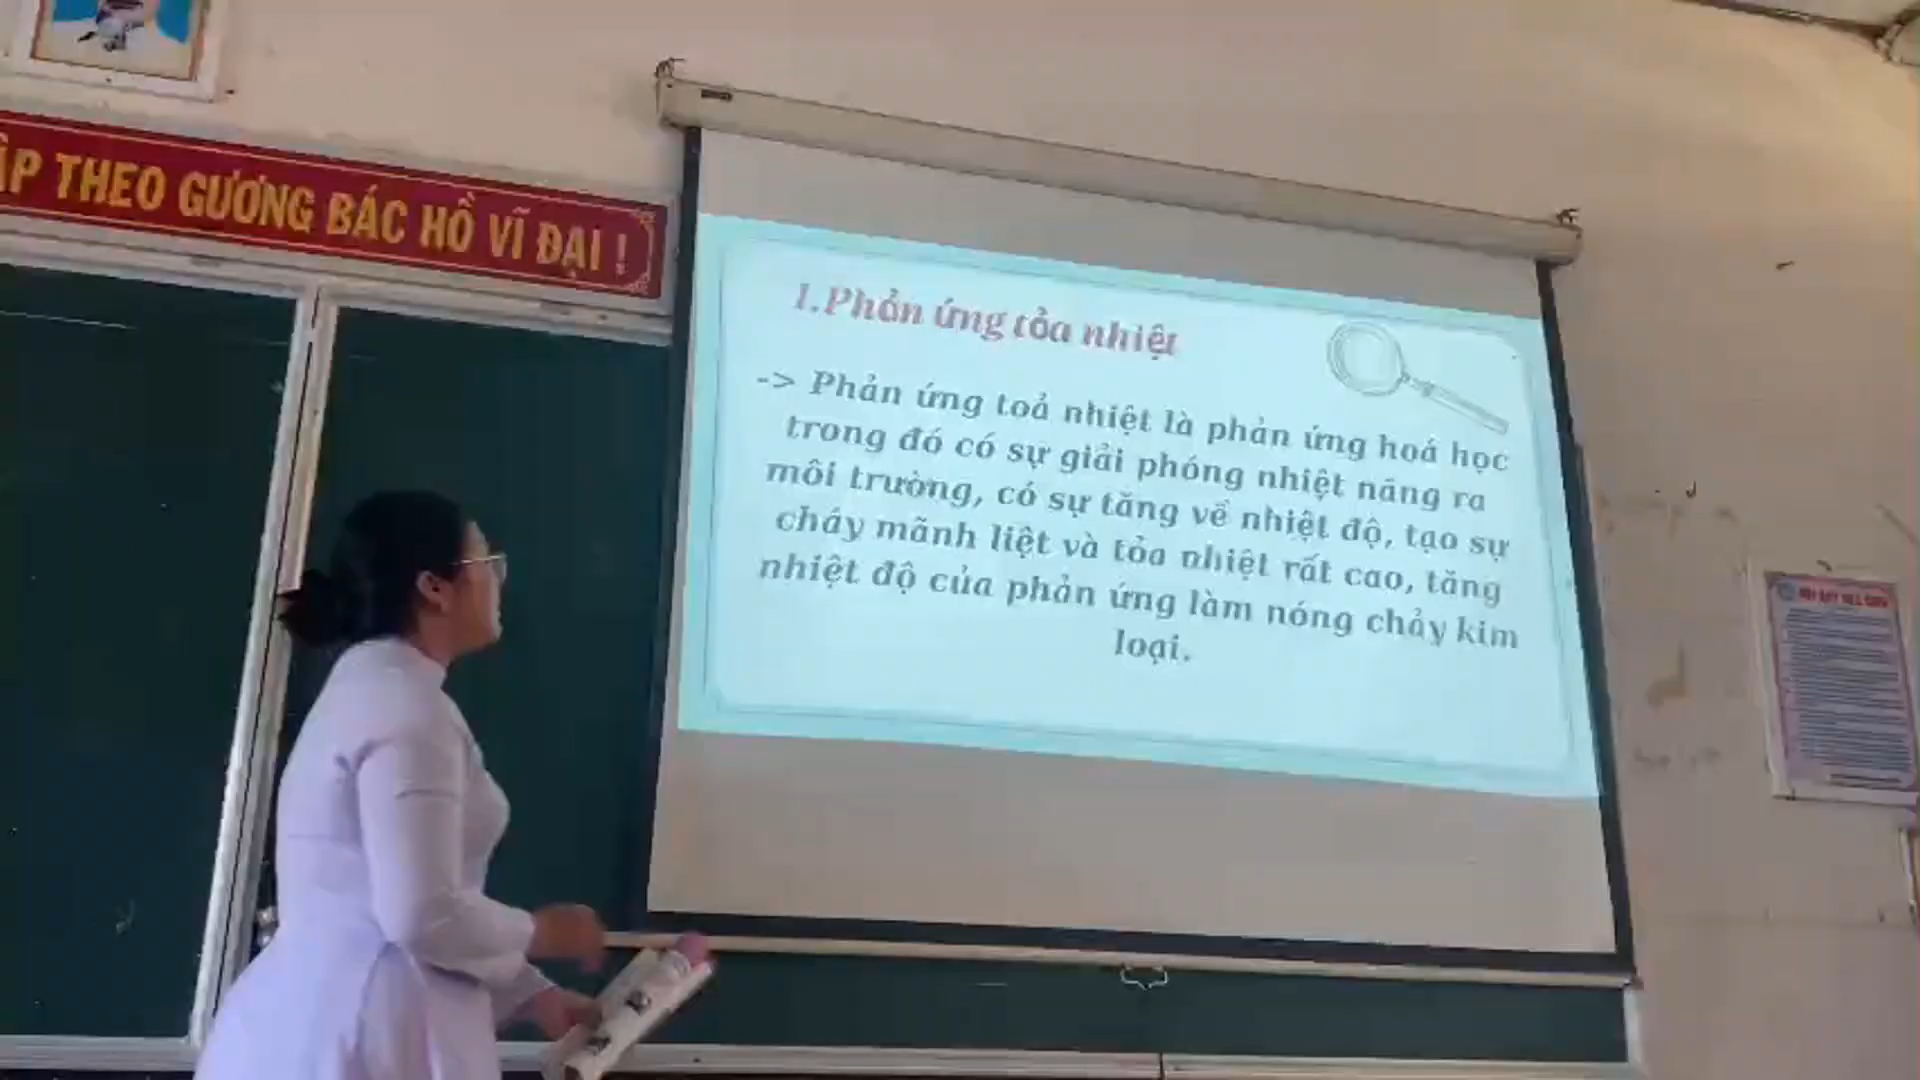 THEO GƯƠNG BÁC HỒ VĨ ĐẠI !
1.Phản ứng tỏa nhiệt
-> Phản ứng toả nhiệt là phản ứng hoá học
trong đó có sự giải phóng nhiệt năng ra
môi trường, có sự tăng về nhiệt độ, tạo sự
cháy mãnh liệt và tỏa nhiệt rất cao, tăng
nhiệt độ của phản ứng làm nóng chảy kim
loại.